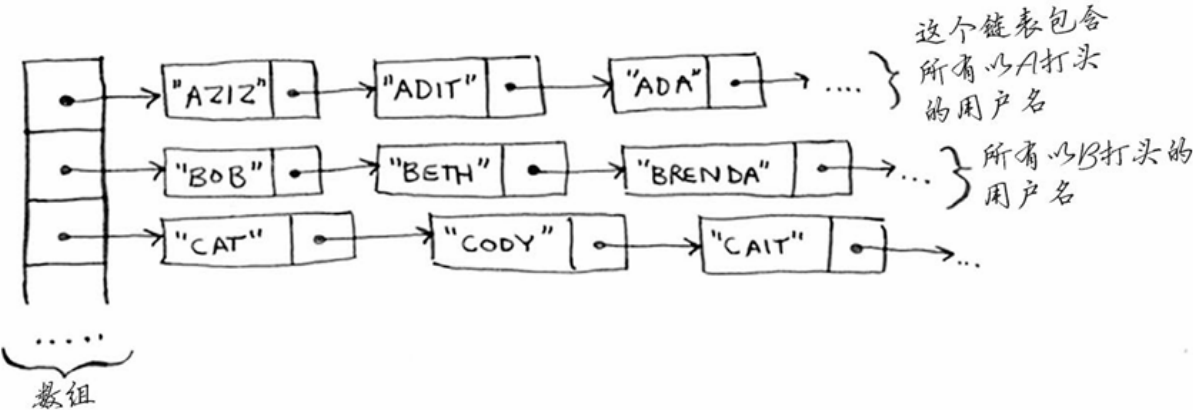 "AZIZ" "ADIT" "ADA" ....
这个链表包含
所有以A打头
的用户名
"BOB" "BETH" "BRENDA" ...
所有以B打头的
用户名
"CAT" "CODY" "CAIT" ...
.....
数组